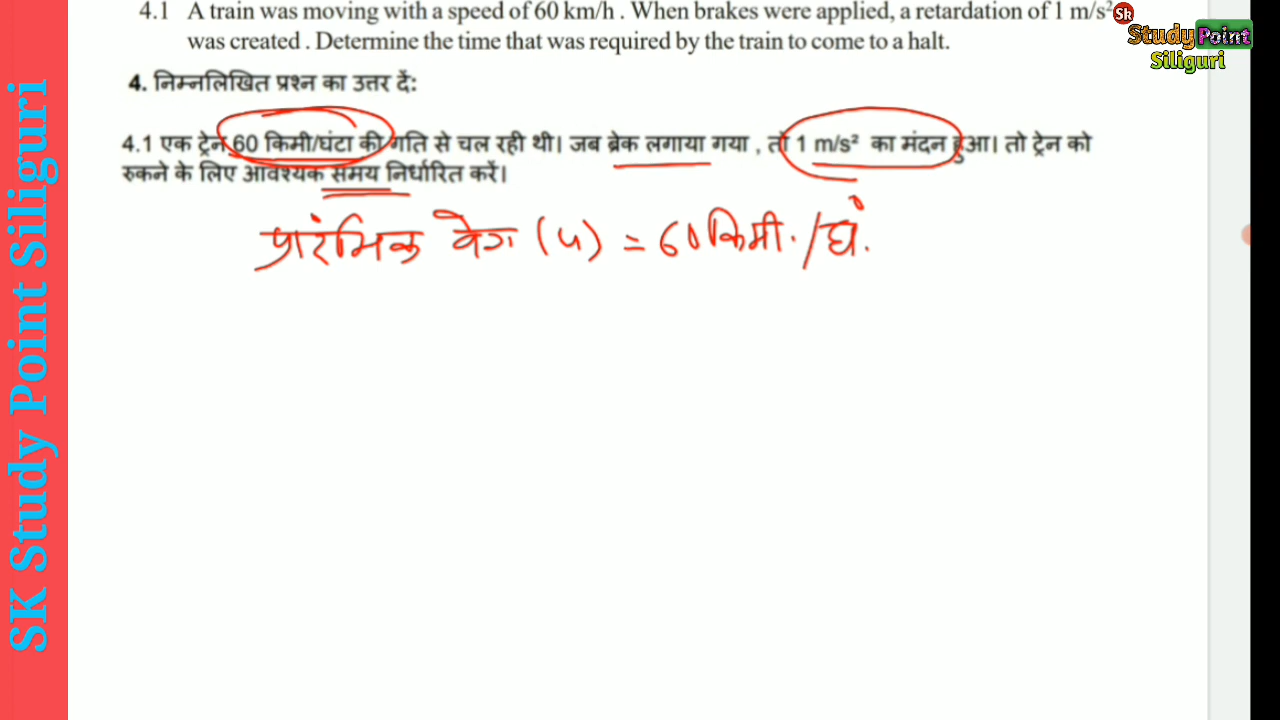 4.1 A train was moving with a speed of 60 km/h . When brakes were applied, a retardation of 1 m/s²
was created . Determine the time that was required by the train to come to a halt.
Sk
Study Point
Siliguri
4. निम्नलिखित प्रश्न का उत्तर दें:
4.1 एक ट्रेन 60 किमी/घंटा की गति से चल रही थी। जब ब्रेक लगाया गया , तो 1 m/s² का मंदन हुआ। तो ट्रेन को
रुकने के लिए आवश्यक समय निर्धारित करें।
प्रारंभिक वेग (u) = 60 किमी. /घं.
SK Study Point Siliguri